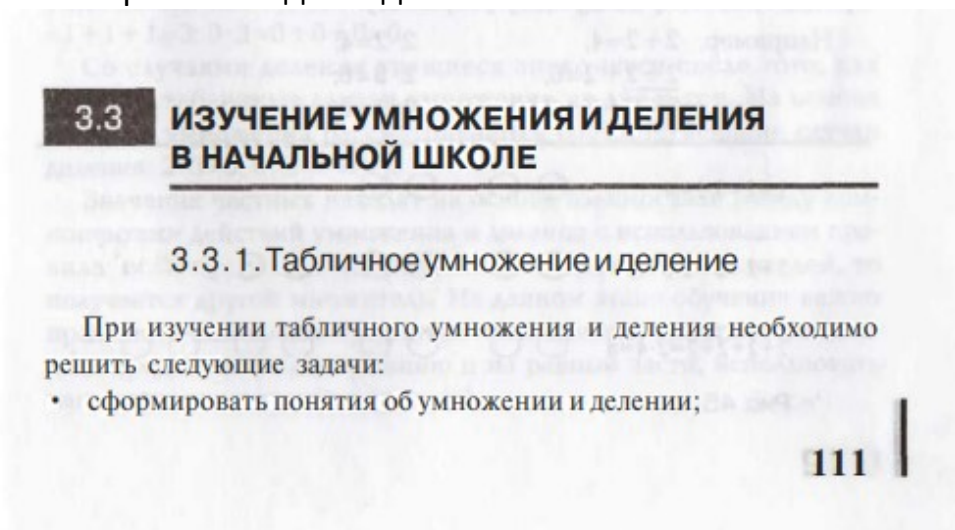 3.3 ИЗУЧЕНИЕ УМНОЖЕНИЯ И ДЕЛЕНИЯ
В НАЧАЛЬНОЙ ШКОЛЕ
3.3.1. Табличное умножение и деление
При изучении табличного умножения и деления необходимо
решить следующие задачи:
• сформировать понятия об умножении и делении;
111